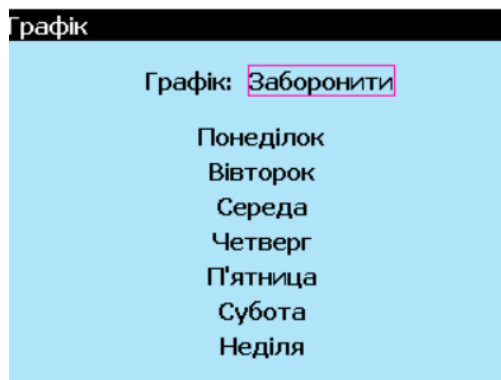 Графік
Графік: Заборонити
Понеділок
Вівторок
Середа
Четверг
П'ятница
Субота
Неділя